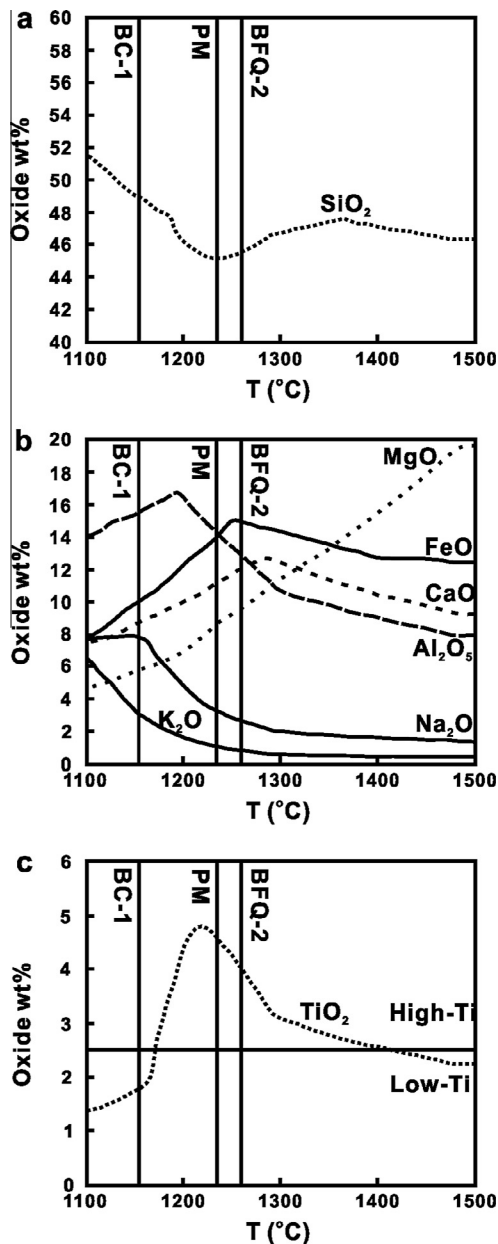 a
60
58
56
54
52
50
48
46
44
42
40
Oxide wt%
BC-1
PM
BFQ-2
SiO₂
1100 1200 1300 1400 1500
T (°C)
b
20
18
16
14
12
10
8
6
4
2
0
Oxide wt%
BC-1
PM
BFQ-2
MgO
FeO
CaO
Al₂O₅
Na₂O
K₂O
1100 1200 1300 1400 1500
T (°C)
c
6
5
4
3
2
1
0
Oxide wt%
BC-1
PM
BFQ-2
TiO₂
High-Ti
Low-Ti
1100 1200 1300 1400 1500
T (°C)